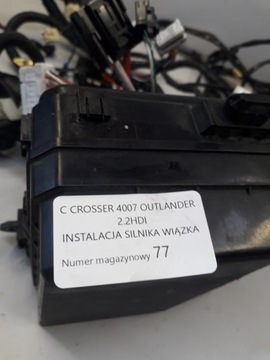 C CROSSER 4007 OUTLANDER
2.2HDI
INSTALACJA SILNIKA WIĄZKA
Numer magazynowy 77